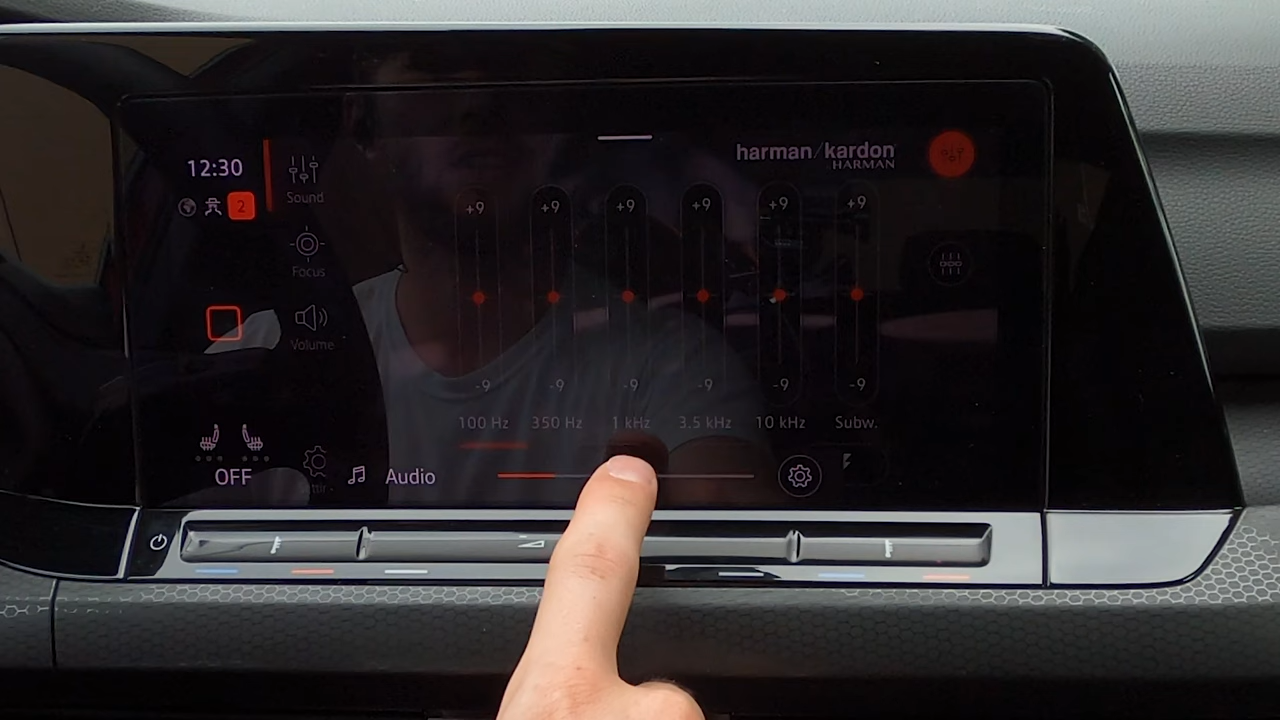 12:30
2
OFF
Sound
Focus
Volume
harman/kardon
HARMAN
+9 +9 +9 +9 +9 +9
-9 -9 -9 -9 -9 -9
100 Hz 350 Hz 1 kHz 3.5 kHz 10 kHz Subw.
Audio